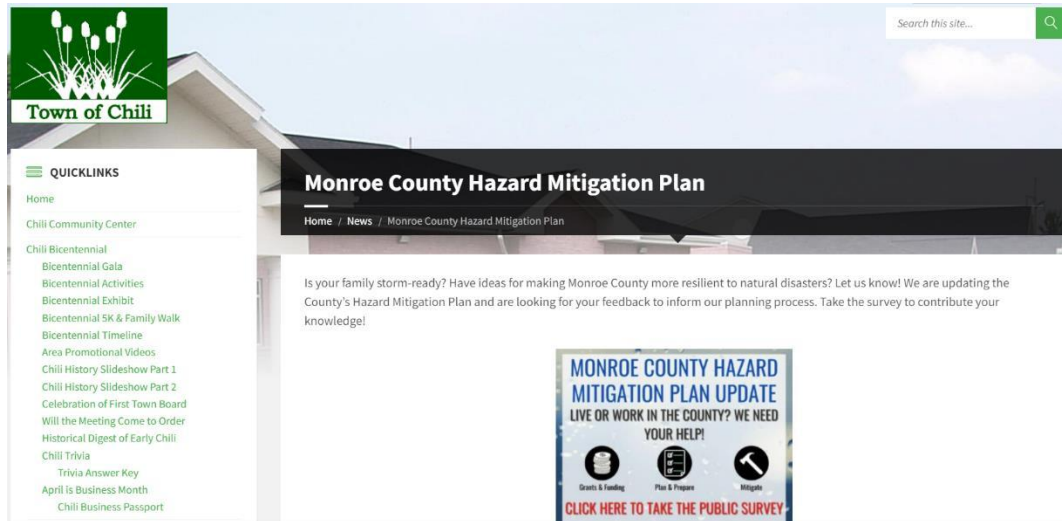 Search this site...
Town of Chili
QUICKLINKS
Home
Chili Community Center
Chili Bicentennial
Bicentennial Gala
Bicentennial Activities
Bicentennial Exhibit
Bicentennial 5K & Family Walk
Bicentennial Timeline
Area Promotional Videos
Chili History Slideshow Part 1
Chili History Slideshow Part 2
Celebration of First Town Board
Will the Meeting Come to Order
Historical Digest of Early Chili
Chili Trivia
Trivia Answer Key
April is Business Month
Chili Business Passport
Monroe County Hazard Mitigation Plan
Home / News / Monroe County Hazard Mitigation Plan
Is your family storm-ready? Have ideas for making Monroe County more resilient to natural disasters? Let us know! We are updating the
County's Hazard Mitigation Plan and are looking for your feedback to inform our planning process. Take the survey to contribute your
knowledge!
MONROE COUNTY HAZARD
MITIGATION PLAN UPDATE
LIVE OR WORK IN THE COUNTY? WE NEED
YOUR HELP!
Grants & Funding Plan & Prepare Mitigate
CLICK HERE TO TAKE THE PUBLIC SURVEY